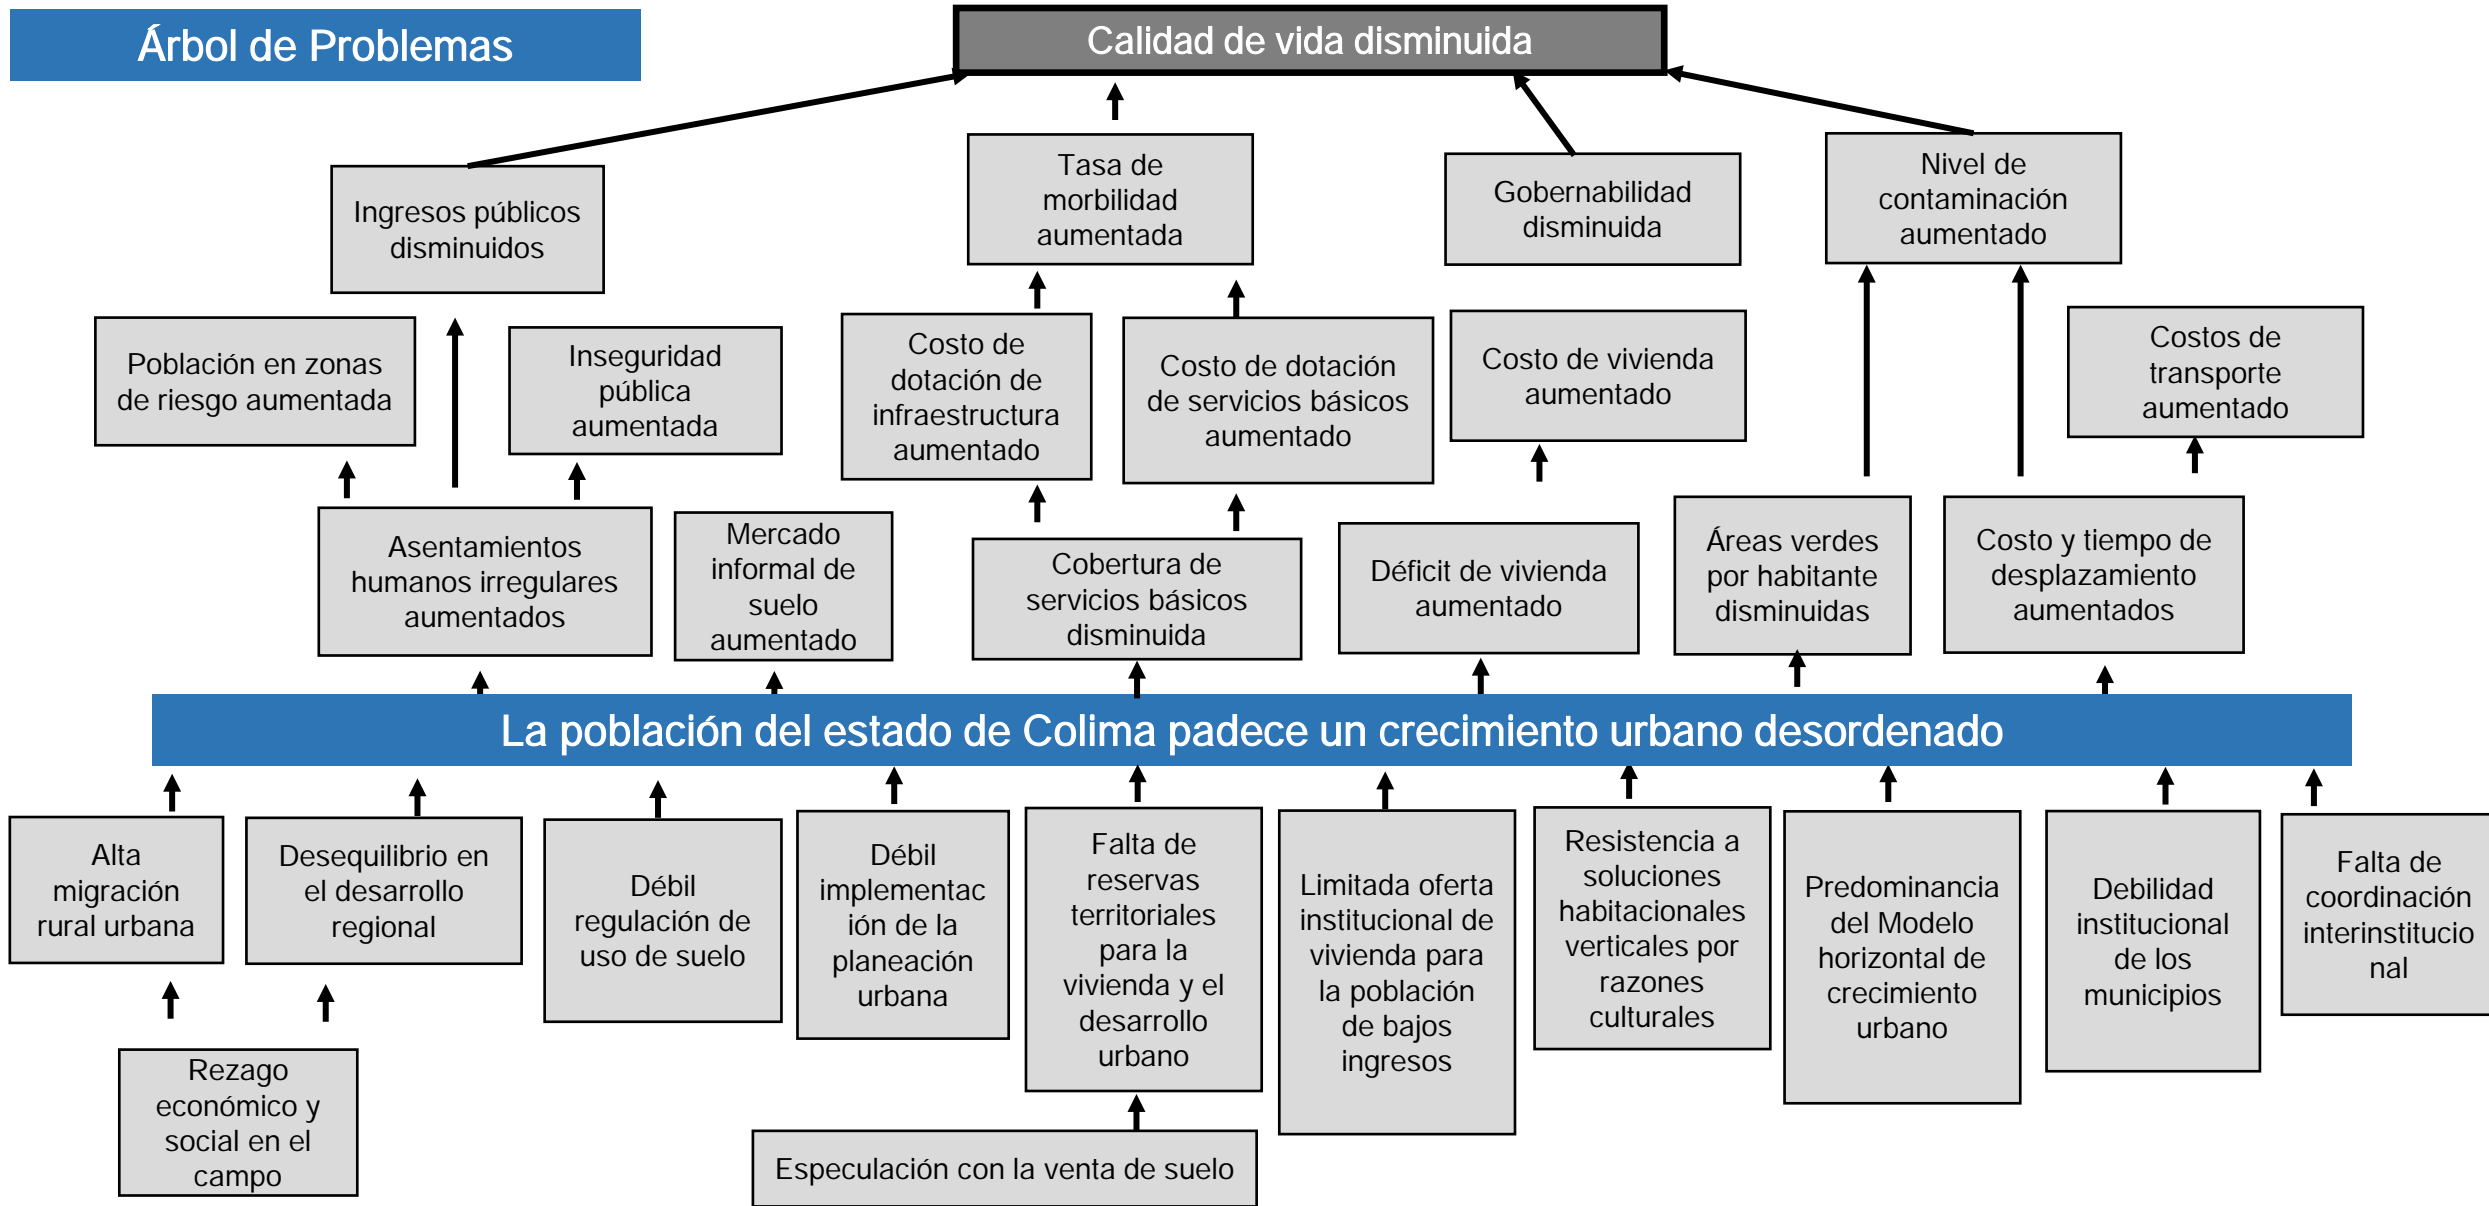 Árbol de Problemas
Calidad de vida disminuida
Ingresos públicos
disminuidos
Tasa de
morbilidad
aumentada
Gobernabilidad
disminuida
Nivel de
contaminación
aumentado
Población en zonas
de riesgo aumentada
Inseguridad
pública
aumentada
Costo de
dotación de
infraestructura
aumentado
Costo de dotación
de servicios básicos
aumentado
Costo de vivienda
aumentado
Costos de
transporte
aumentado
Asentamientos
humanos irregulares
aumentados
Mercado
informal de
suelo
aumentado
Cobertura de
servicios básicos
disminuida
Déficit de vivienda
aumentado
Áreas verdes
por habitante
disminuidas
Costo y tiempo de
desplazamiento
aumentados
La población del estado de Colima padece un crecimiento urbano desordenado
Alta
migración
rural urbana
Desequilibrio en
el desarrollo
regional
Débil
regulación de
uso de suelo
Débil
implementac
ión de la
planeación
urbana
Falta de
reservas
territoriales
para la
vivienda y el
desarrollo
urbano
Limitada oferta
institucional de
vivienda para
la población
de bajos
ingresos
Resistencia a
soluciones
habitacionales
verticales por
razones
culturales
Predominancia
del Modelo
horizontal de
crecimiento
urbano
Debilidad
institucional
de los
municipios
Falta de
coordinación
interinstitucio
nal
Rezago
económico y
social en el
campo
Especulación con la venta de suelo